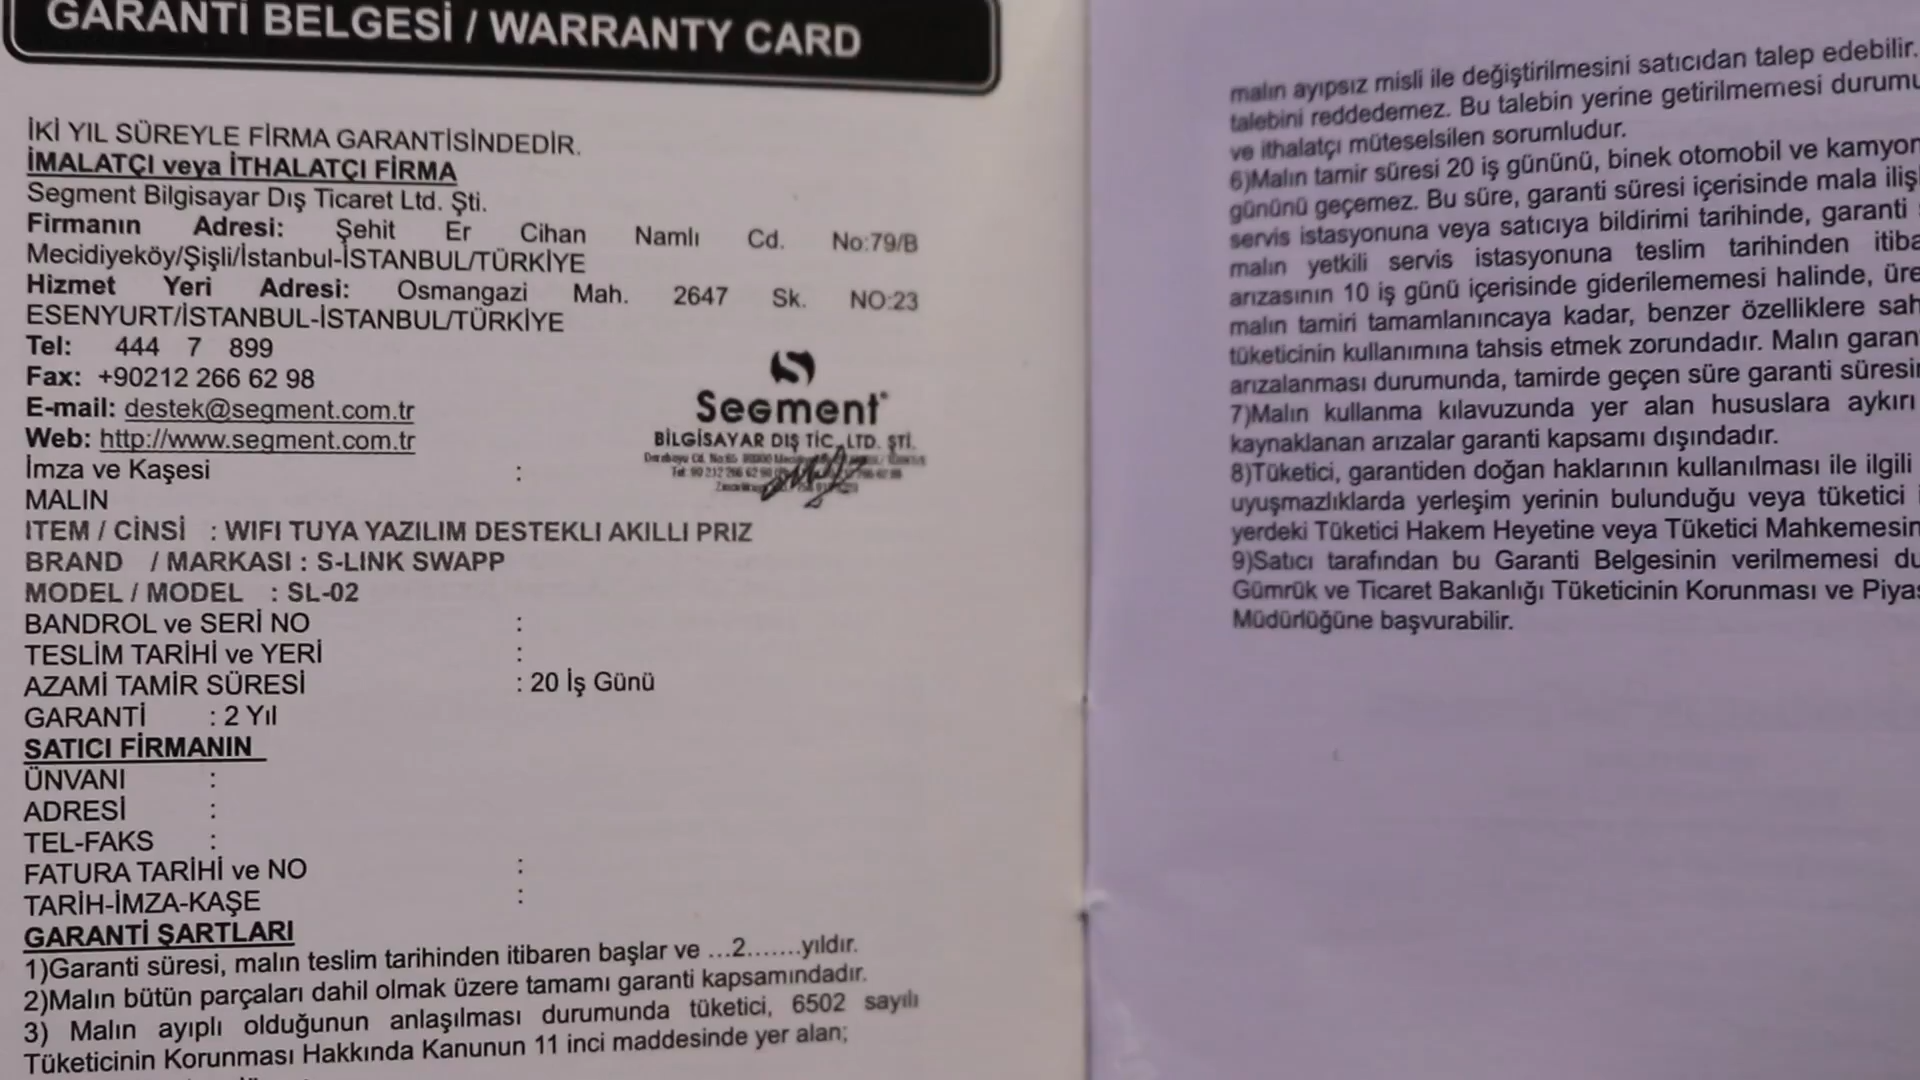 GARANTİ BELGESİ / WARRANTY CARD
İKİ YIL SÜREYLE FİRMA GARANTİSİNDEDİR.
İMALATÇI veya İTHALATÇI FİRMA
Segment Bilgisayar Dış Ticaret Ltd. Şti.
Firmanın Adresi: Şehit Er Cihan Namlı Cd. No:79/B
Mecidiyeköy/Şişli/İstanbul-İSTANBUL/TÜRKİYE
Hizmet Yeri Adresi: Osmangazi Mah. 2647 Sk. NO:23
ESENYURT/İSTANBUL-İSTANBUL/TÜRKİYE
Tel: 444 7 899
Fax: +90212 266 62 98
E-mail: destek@segment.com.tr
Web: http://www.segment.com.tr
İmza ve Kaşesi :
Segment
BİLGİSAYAR DIŞ TİC. LTD. ŞTİ.
MALIN
ITEM / CİNSİ : WIFI TUYA YAZILIM DESTEKLI AKILLI PRIZ
BRAND / MARKASI : S-LINK SWAPP
MODEL / MODEL : SL-02
BANDROL ve SERİ NO :
TESLİM TARİHİ ve YERİ :
AZAMİ TAMİR SÜRESİ : 20 İş Günü
GARANTİ : 2 Yıl
SATICI FİRMANIN
ÜNVANI :
ADRESİ :
TEL-FAKS :
FATURA TARİHİ ve NO :
TARİH-İMZA-KAŞE :
GARANTİ ŞARTLARI
1)Garanti süresi, malın teslim tarihinden itibaren başlar ve ...2.......yıldır.
2)Malın bütün parçaları dahil olmak üzere tamamı garanti kapsamındadır.
3) Malın ayıplı olduğunun anlaşılması durumunda tüketici, 6502 sayılı
Tüketicinin Korunması Hakkında Kanunun 11 inci maddesinde yer alan;
malın ayıpsız misli ile değiştirilmesini satıcıdan talep edebilir.
talebini reddedemez. Bu talebin yerine getirilmemesi durumu
ve ithalatçı müteselsilen sorumludur.
6)Malın tamir süresi 20 iş gününü, binek otomobil ve kamyon
gününü geçemez. Bu süre, garanti süresi içerisinde mala iliş
servis istasyonuna veya satıcıya bildirimi tarihinde, garanti
malın yetkili servis istasyonuna teslim tarihinden itiba
arızasının 10 iş günü içerisinde giderilememesi halinde, üre
malın tamiri tamamlanıncaya kadar, benzer özelliklere sah
tüketicinin kullanımına tahsis etmek zorundadır. Malın garan
arızalanması durumunda, tamirde geçen süre garanti süresin
7)Malın kullanma kılavuzunda yer alan hususlara aykırı
kaynaklanan arızalar garanti kapsamı dışındadır.
8)Tüketici, garantiden doğan haklarının kullanılması ile ilgili
uyuşmazlıklarda yerleşim yerinin bulunduğu veya tüketici
yerdeki Tüketici Hakem Heyetine veya Tüketici Mahkemesin
9)Satıcı tarafından bu Garanti Belgesinin verilmemesi du
Gümrük ve Ticaret Bakanlığı Tüketicinin Korunması ve Piyas
Müdürlüğüne başvurabilir.